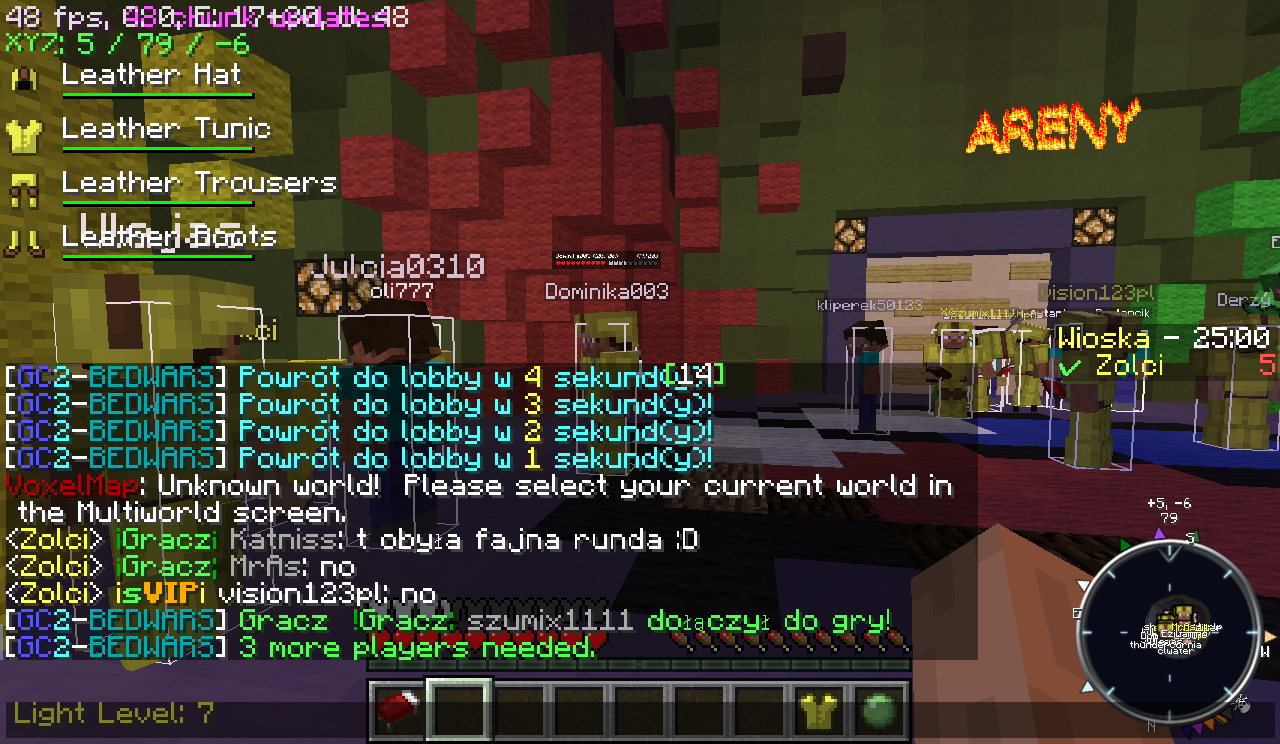 48 fps,
XYZ: 5 / 79 / -6
Leather Hat
Leather Tunic
Leather Trousers
Leather Boots
ARENY
Julcia0310
oli777
Dominika003
kliperek50123
vision123pl
Derzy
Wioska - 25:00
✓ Zolci 5
[GC2-BEDWARS] Powrót do lobby w 4 sekund(y)!
[14]
[GC2-BEDWARS] Powrót do lobby w 3 sekund(y)!
[GC2-BEDWARS] Powrót do lobby w 2 sekund(y)!
[GC2-BEDWARS] Powrót do lobby w 1 sekund(y)!
VoxelMap: Unknown world! Please select your current world in
the Multiworld screen.
<Zolci> ¡Gracz¡ Katniss: t obyła fajna runda :D
<Zolci> ¡Gracz¡ MrAs: no
<Zolci> isVIPi vision123pl: no
[GC2-BEDWARS] Gracz ¡Gracz¡ szumix1111 dołączył do gry!
[GC2-BEDWARS] 3 more players needed.
+5, -6
79
S
W
N
Light Level: 7